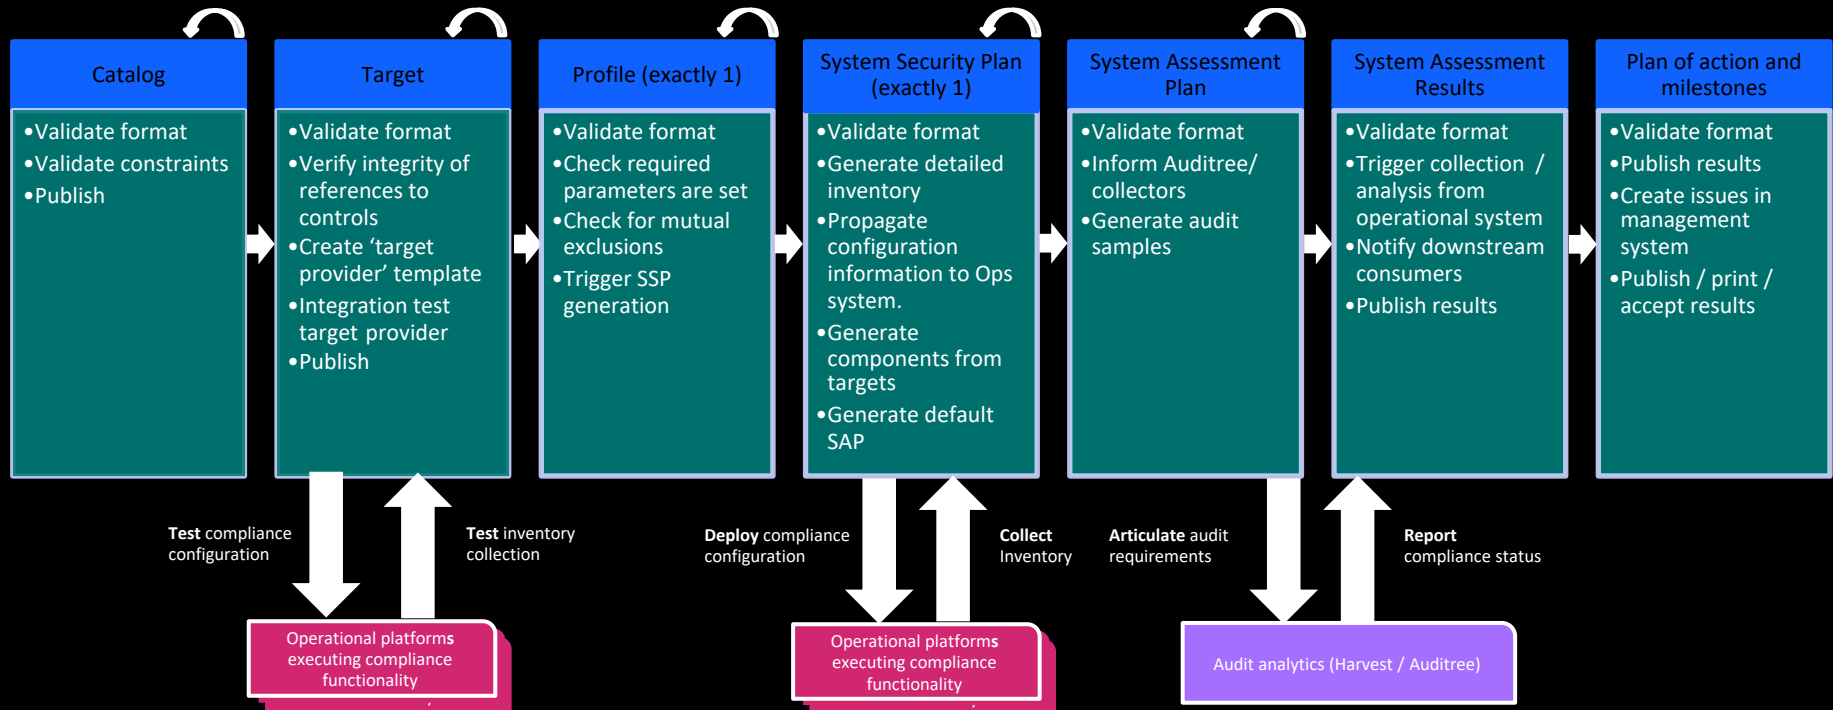 Catalog
•Validate format
•Validate constraints
•Publish
Target
•Validate format
•Verify integrity of
references to
controls
•Create ‘target
provider’ template
•Integration test
target provider
•Publish
Profile (exactly 1)
•Validate format
•Check required
parameters are set
•Check for mutual
exclusions
•Trigger SSP
generation
System Security Plan
(exactly 1)
•Validate format
•Generate detailed
inventory
•Propagate
configuration
information to Ops
system.
•Generate
components from
targets
•Generate default
SAP
System Assessment
Plan
•Validate format
•Inform Auditree/
collectors
•Generate audit
samples
System Assessment
Results
•Validate format
•Trigger collection /
analysis from
operational system
•Notify downstream
consumers
•Publish results
Plan of action and
milestones
•Validate format
•Publish results
•Create issues in
management
system
•Publish / print /
accept results
Test compliance
configuration
Test inventory
collection
Deploy compliance
configuration
Collect
Inventory
Articulate audit
requirements
Report
compliance status
Operational platforms
executing compliance
functionality
Operational platforms
executing compliance
functionality
Audit analytics (Harvest / Auditree)